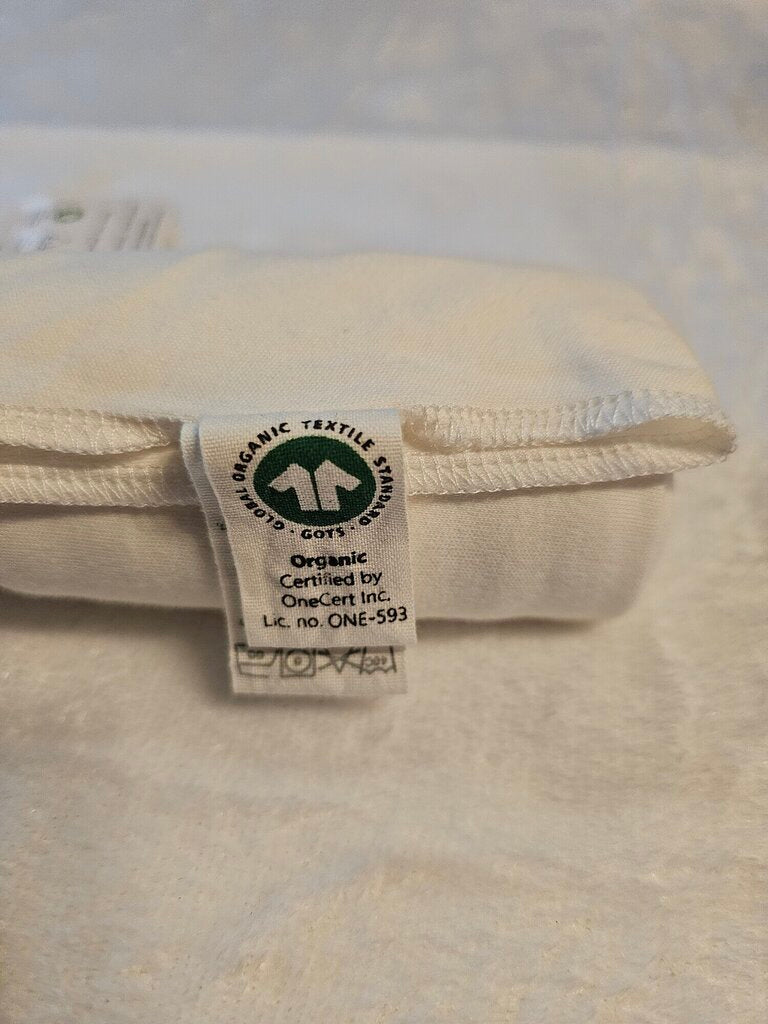 GLOBAL ORGANIC TEXTILE STANDARD · GOTS ·
Organic
Certified by
OneCert Inc.
Lic. no. ONE-593